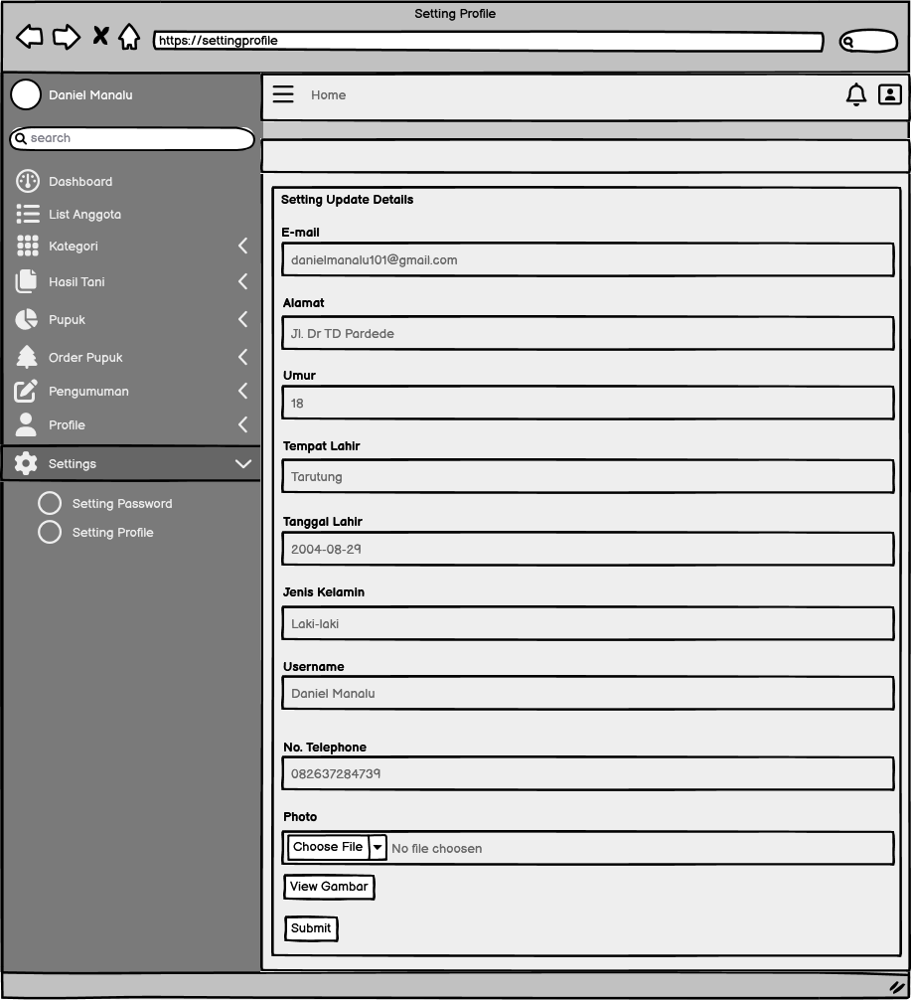 Setting Profile
https://settingprofile
Daniel Manalu
Home
search
Dashboard
List Anggota
Kategori
Hasil Tani
Pupuk
Order Pupuk
Pengumuman
Profile
Settings
Setting Password
Setting Profile
Setting Update Details
E-mail
danielmanalu101@gmail.com
Alamat
Jl. Dr TD Pardede
Umur
18
Tempat Lahir
Tarutung
Tanggal Lahir
2004-08-29
Jenis Kelamin
Laki-laki
Username
Daniel Manalu
No. Telephone
082637284739
Photo
Choose File No file choosen
View Gambar
Submit